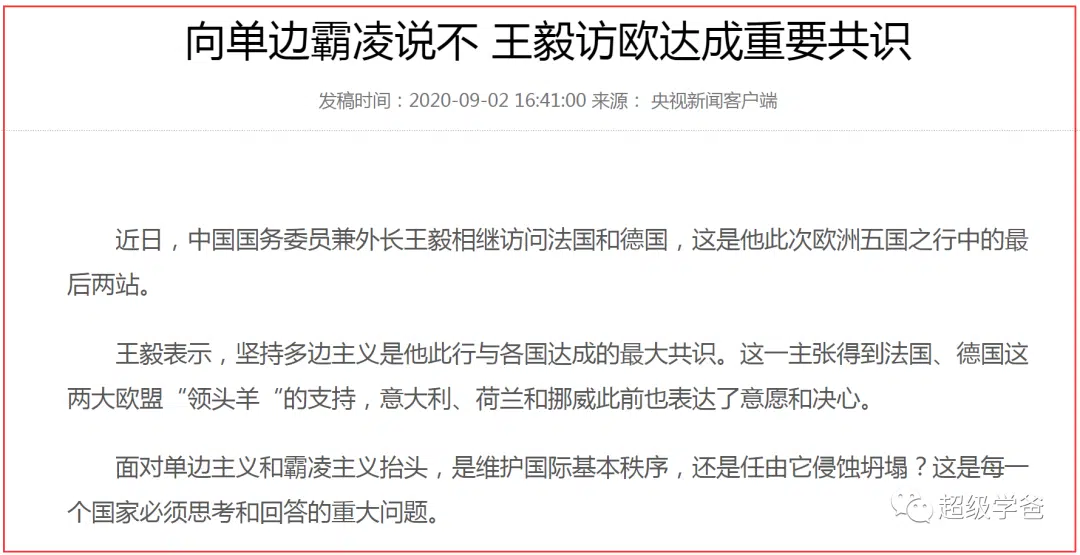 向单边霸凌说不 王毅访欧达成重要共识
发稿时间：2020-09-02 16:41:00 来源： 央视新闻客户端
近日，中国国务委员兼外长王毅相继访问法国和德国，这是他此次欧洲五国之行中的最
后两站。
王毅表示，坚持多边主义是他此行与各国达成的最大共识。这一主张得到法国、德国这
两大欧盟“领头羊“的支持，意大利、荷兰和挪威此前也表达了意愿和决心。
面对单边主义和霸凌主义抬头，是维护国际基本秩序，还是任由它侵蚀坍塌？这是每一
个国家必须思考和回答的重大问题。
超级学爸